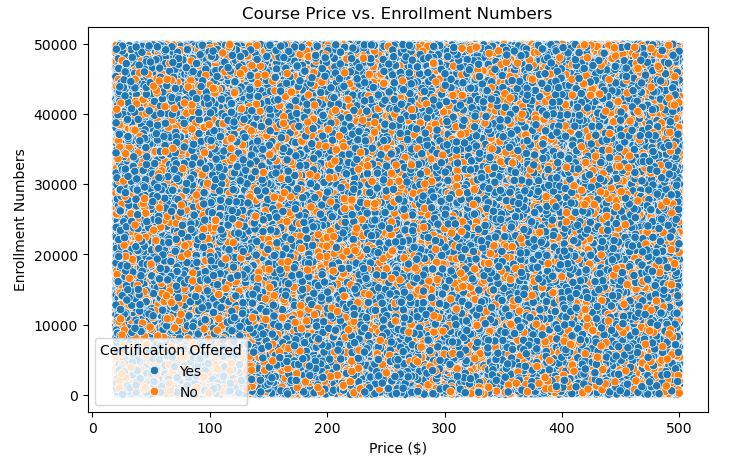 Course Price vs. Enrollment Numbers
50000
40000
30000
20000
10000
0
Enrollment Numbers
Certification Offered
Yes
No
0 100 200 300 400 500
Price ($)